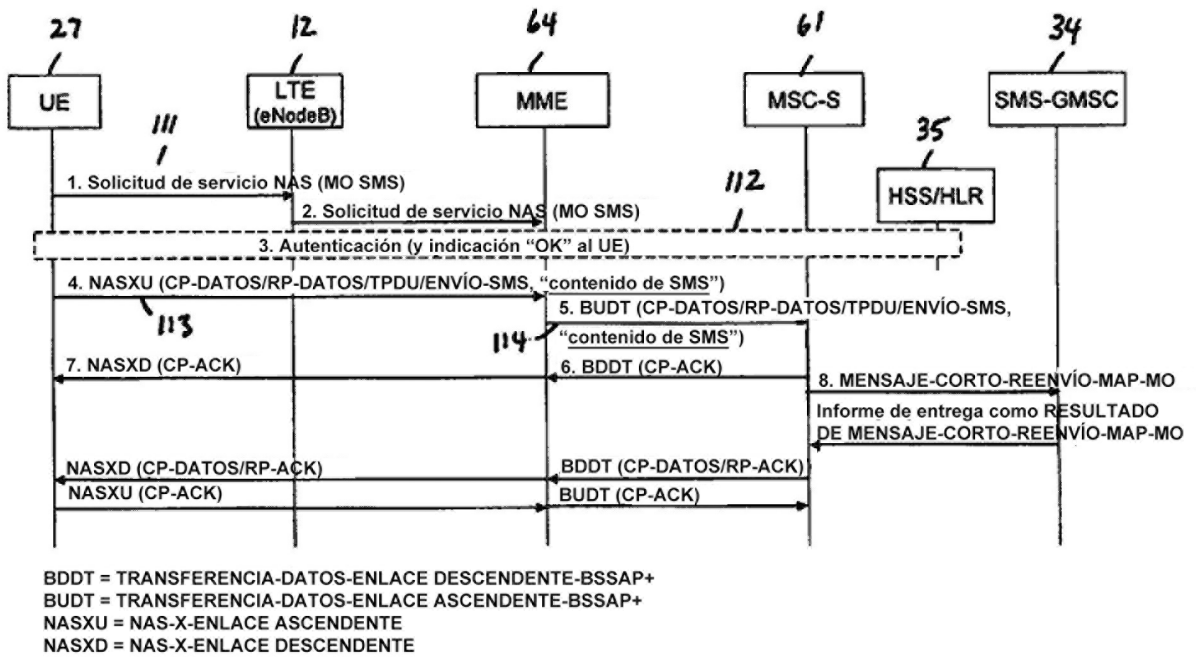 27 12 64 61 34
UE LTE (eNodeB) MME MSC-S SMS-GMSC
35
HSS/HLR
111
1. Solicitud de servicio NAS (MO SMS)
112
2. Solicitud de servicio NAS (MO SMS)
3. Autenticación (y indicación “OK” al UE)
4. NASXU (CP-DATOS/RP-DATOS/TPDU/ENVÍO-SMS, “contenido de SMS”)
113
5. BUDT (CP-DATOS/RP-DATOS/TPDU/ENVÍO-SMS,
114
“contenido de SMS”)
7. NASXD (CP-ACK) 6. BDDT (CP-ACK)
8. MENSAJE-CORTO-REENVÍO-MAP-MO
Informe de entrega como RESULTADO
DE MENSAJE-CORTO-REENVÍO-MAP-MO
NASXD (CP-DATOS/RP-ACK) BDDT (CP-DATOS/RP-ACK)
NASXU (CP-ACK) BUDT (CP-ACK)
BDDT = TRANSFERENCIA-DATOS-ENLACE DESCENDENTE-BSSAP+
BUDT = TRANSFERENCIA-DATOS-ENLACE ASCENDENTE-BSSAP+
NASXU = NAS-X-ENLACE ASCENDENTE
NASXD = NAS-X-ENLACE DESCENDENTE